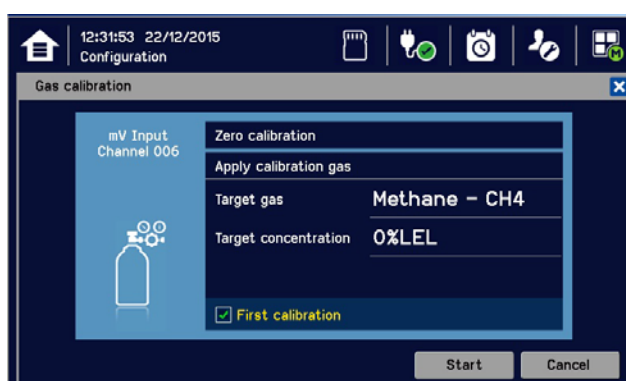 12:31:53 22/12/2015
Configuration
Gas calibration
mV Input
Channel 006
Zero calibration
Apply calibration gas
Target gas Methane - CH4
Target concentration 0%LEL
First calibration
Start Cancel
M